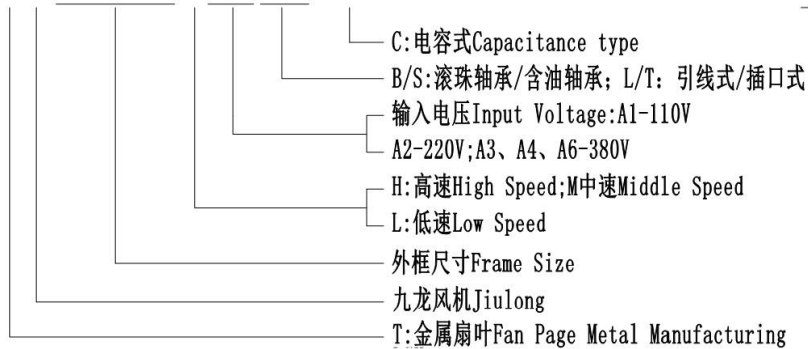 C:电容式Capacitance type
B/S:滚珠轴承/含油轴承; L/T: 引线式/插口式
输入电压Input Voltage:A1-110V
A2-220V;A3、A4、A6-380V
H:高速High Speed;M中速Middle Speed
L:低速Low Speed
外框尺寸Frame Size
九龙风机Jiulong
T:金属扇叶Fan Page Metal Manufacturing